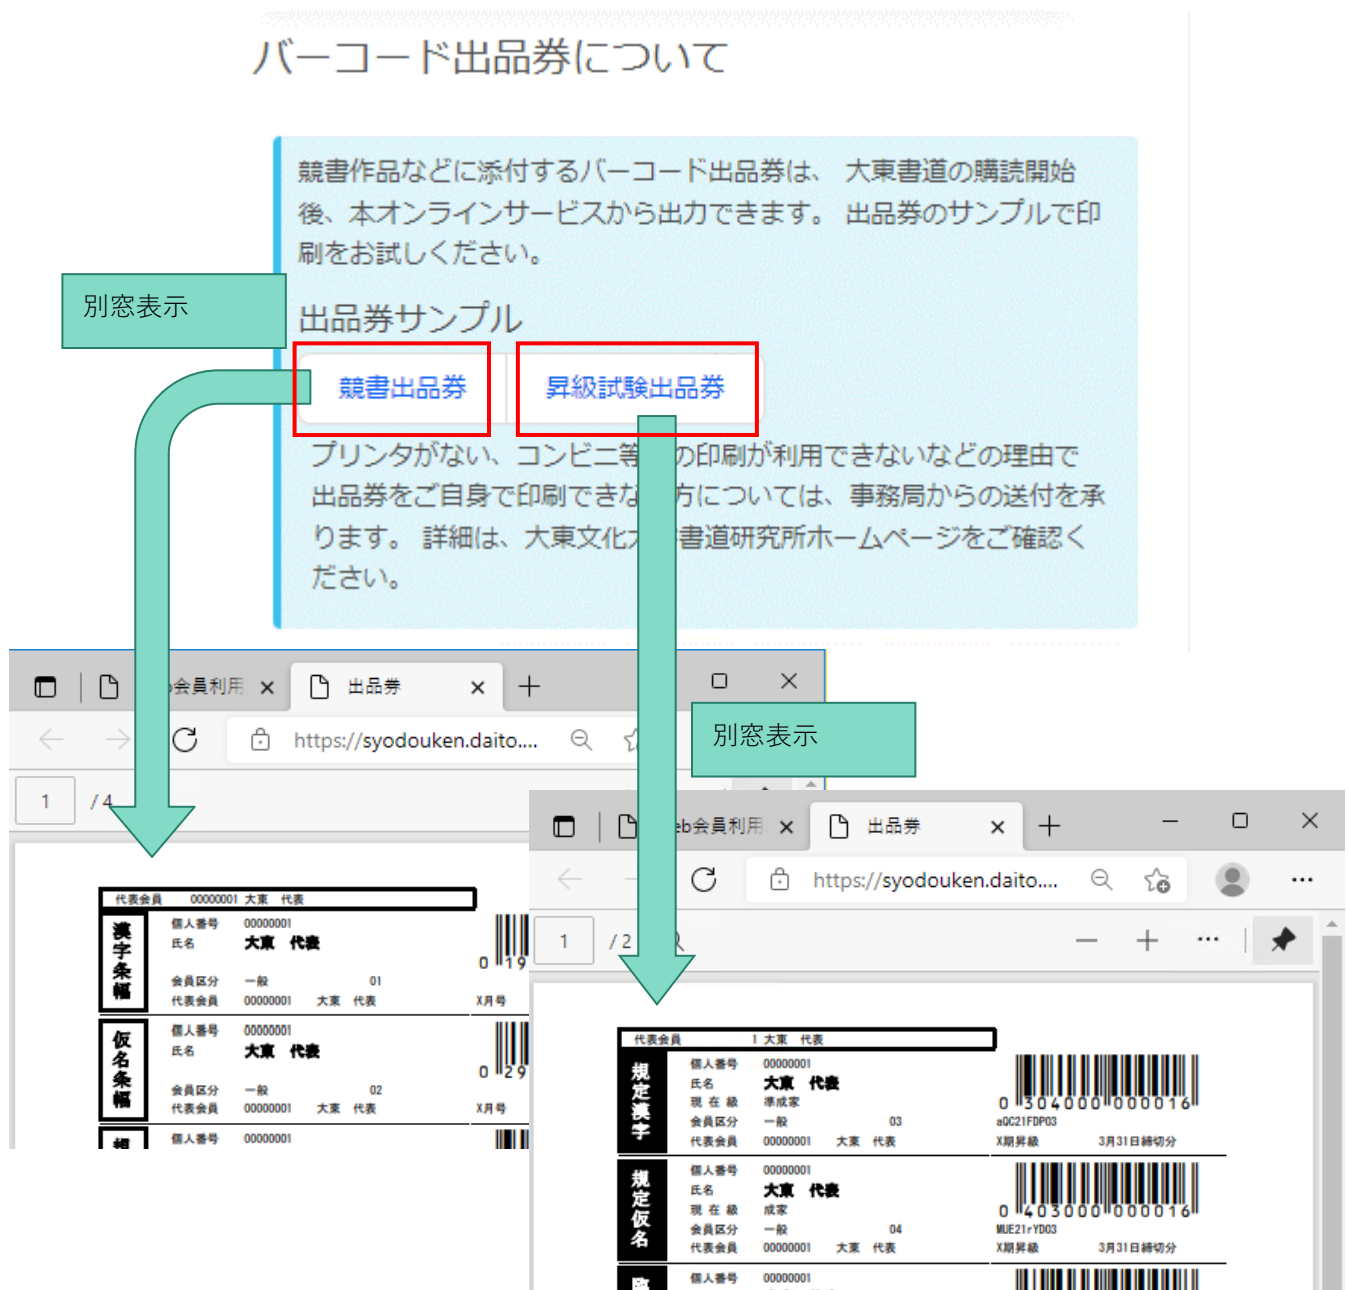 バーコード出品券について
競書作品などに添付するバーコード出品券は、 大東書道の購読開始
後、本オンラインサービスから出力できます。 出品券のサンプルで印
刷をお試しください。
別窓表示
出品券サンプル
競書出品券 昇級試験出品券
プリンタがない、コンビニ等 の印刷が利用できないなどの理由で
出品券をご自身で印刷できな 方については、事務局からの送付を承
ります。 詳細は、大東文化 書道研究所ホームページをご確認く
ださい。
会員利用 出品券
https://syodouken.daito....
別窓表示
1 / 4
代表会員 00000001 大東 代表
漢字条幅
個人番号 00000001
氏名 大東 代表
会員区分 一般 01
代表会員 00000001 大東 代表 X月号
0 19
仮名条幅
個人番号 00000001
氏名 大東 代表
会員区分 一般 02
代表会員 00000001 大東 代表 X月号
0 29
個人番号 00000001
eb会員利用 出品券
https://syodouken.daito....
1 / 2
代表会員 1 大東 代表
規定漢字
個人番号 00000001
氏名 大東 代表
現在級 準成家
会員区分 一般 03
代表会員 00000001 大東 代表
0 304000 000016
aQC21FDP03
X期昇級 3月31日締切分
規定仮名
個人番号 00000001
氏名 大東 代表
現在級 成家
会員区分 一般 04
代表会員 00000001 大東 代表
0 403000 000016
MUE21rYD03
X期昇級 3月31日締切分
個人番号 00000001